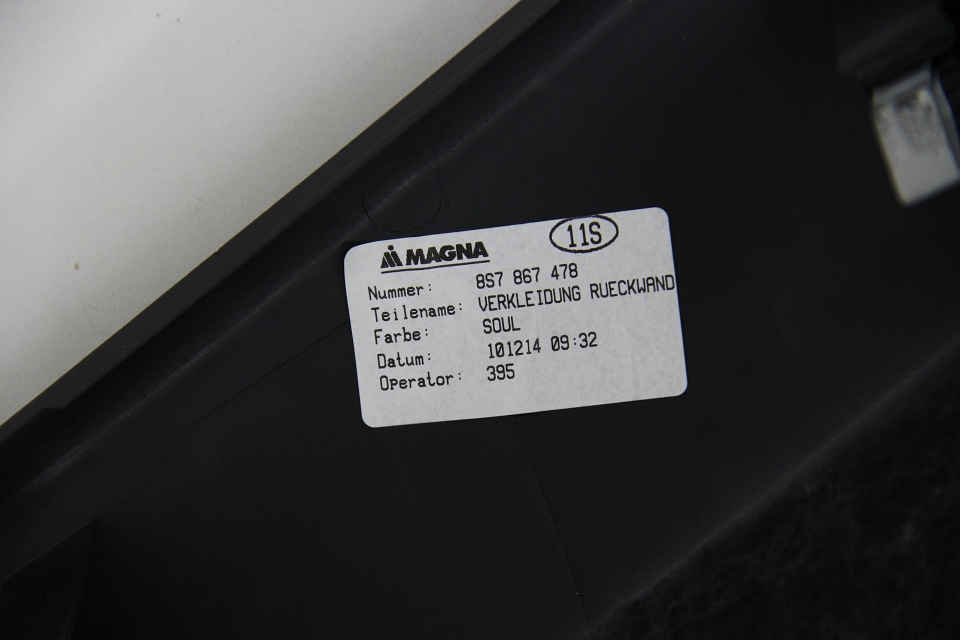 MAGNA 11S
Nummer: 8S7 867 478
Teilename: VERKLEIDUNG RUECKWAND
Farbe: SOUL
Datum: 101214 09:32
Operator: 395